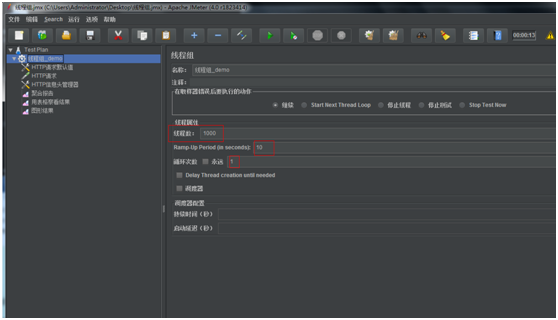 线程组.jmx (C:\Users\Administrator\Desktop\线程组.jmx) - Apache JMeter (4.0 r1823414
文件 编辑 Search 运行 选项 帮助
00:00:13
Test Plan
线程组_demo
HTTP请求默认值
HTTP请求
HTTP信息头管理器
聚合报告
用表格察看结果
图形结果
线程组
名称: 线程组_demo
注释:
在取样器错误后要执行的动作
继续 Start Next Thread Loop 停止线程 停止测试 Stop Test Now
线程属性
线程数: 1000
Ramp-Up Period (in seconds): 10
循环次数 永远 1
Delay Thread creation until needed
调度器
调度器配置
持续时间（秒）
启动延迟（秒）